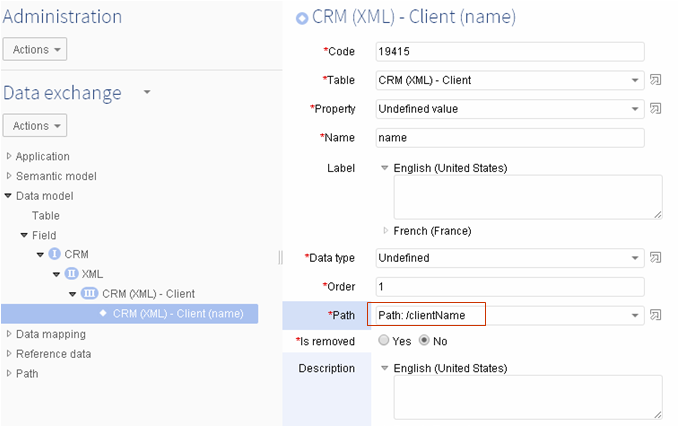 Administration
Actions
Data exchange
Actions
Application
Semantic model
Data model
Table
Field
I CRM
II XML
III CRM (XML) - Client
CRM (XML) - Client (name)
Data mapping
Reference data
Path
CRM (XML) - Client (name)
*Code 19415
*Table CRM (XML) - Client
*Property Undefined value
*Name name
Label English (United States)
French (France)
*Data type Undefined
*Order 1
*Path Path: /clientName
*Is removed Yes No
Description English (United States)